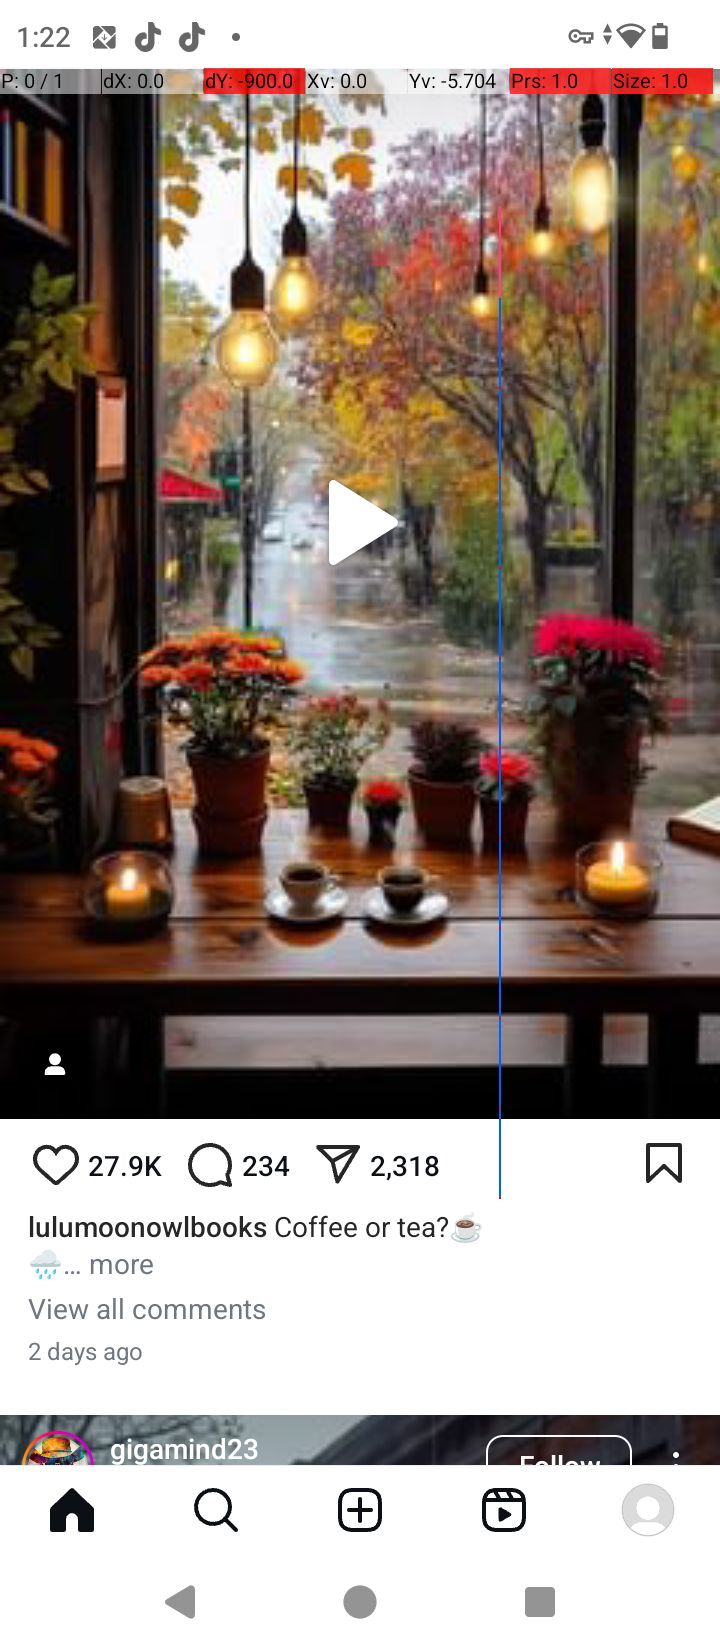 1:22
P: 0 / 1 dX: 0.0 dY: -900.0 Xv: 0.0 Yv: -5.704 Prs: 1.0 Size: 1.0
27.9K 234 2,318
lulumoonowlbooks Coffee or tea?☕
🌧️… more
View all comments
2 days ago
gigamind23 Follow